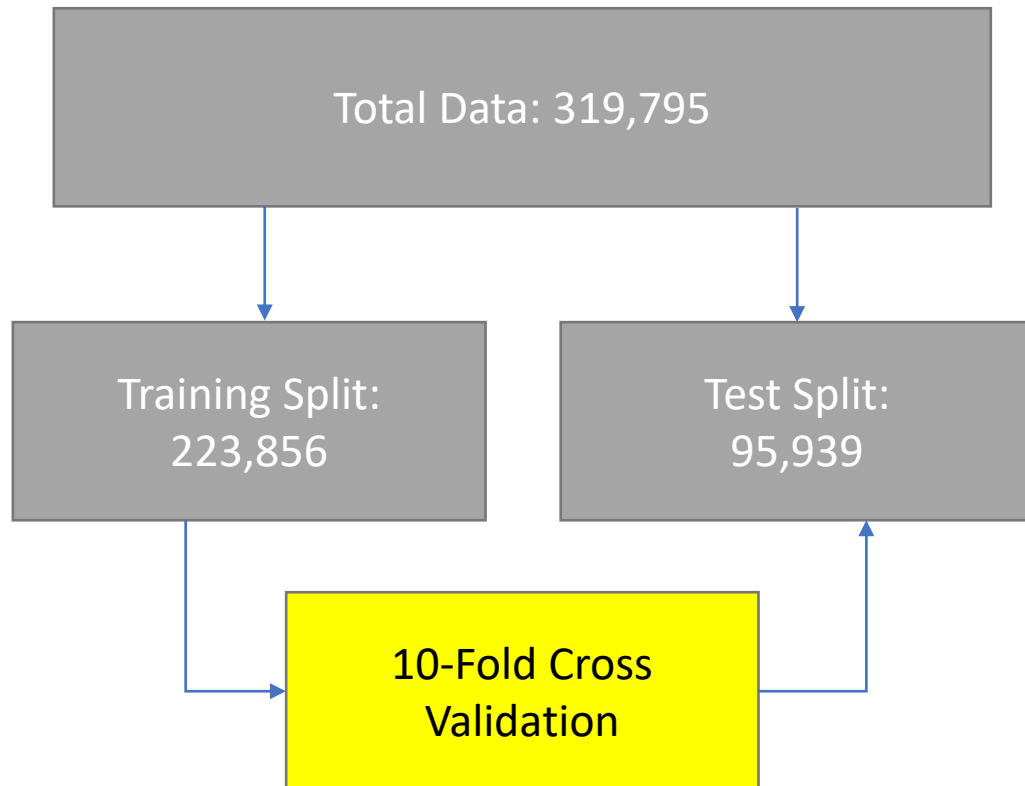 Total Data: 319,795
Training Split:
223,856
Test Split:
95,939
10-Fold Cross
Validation